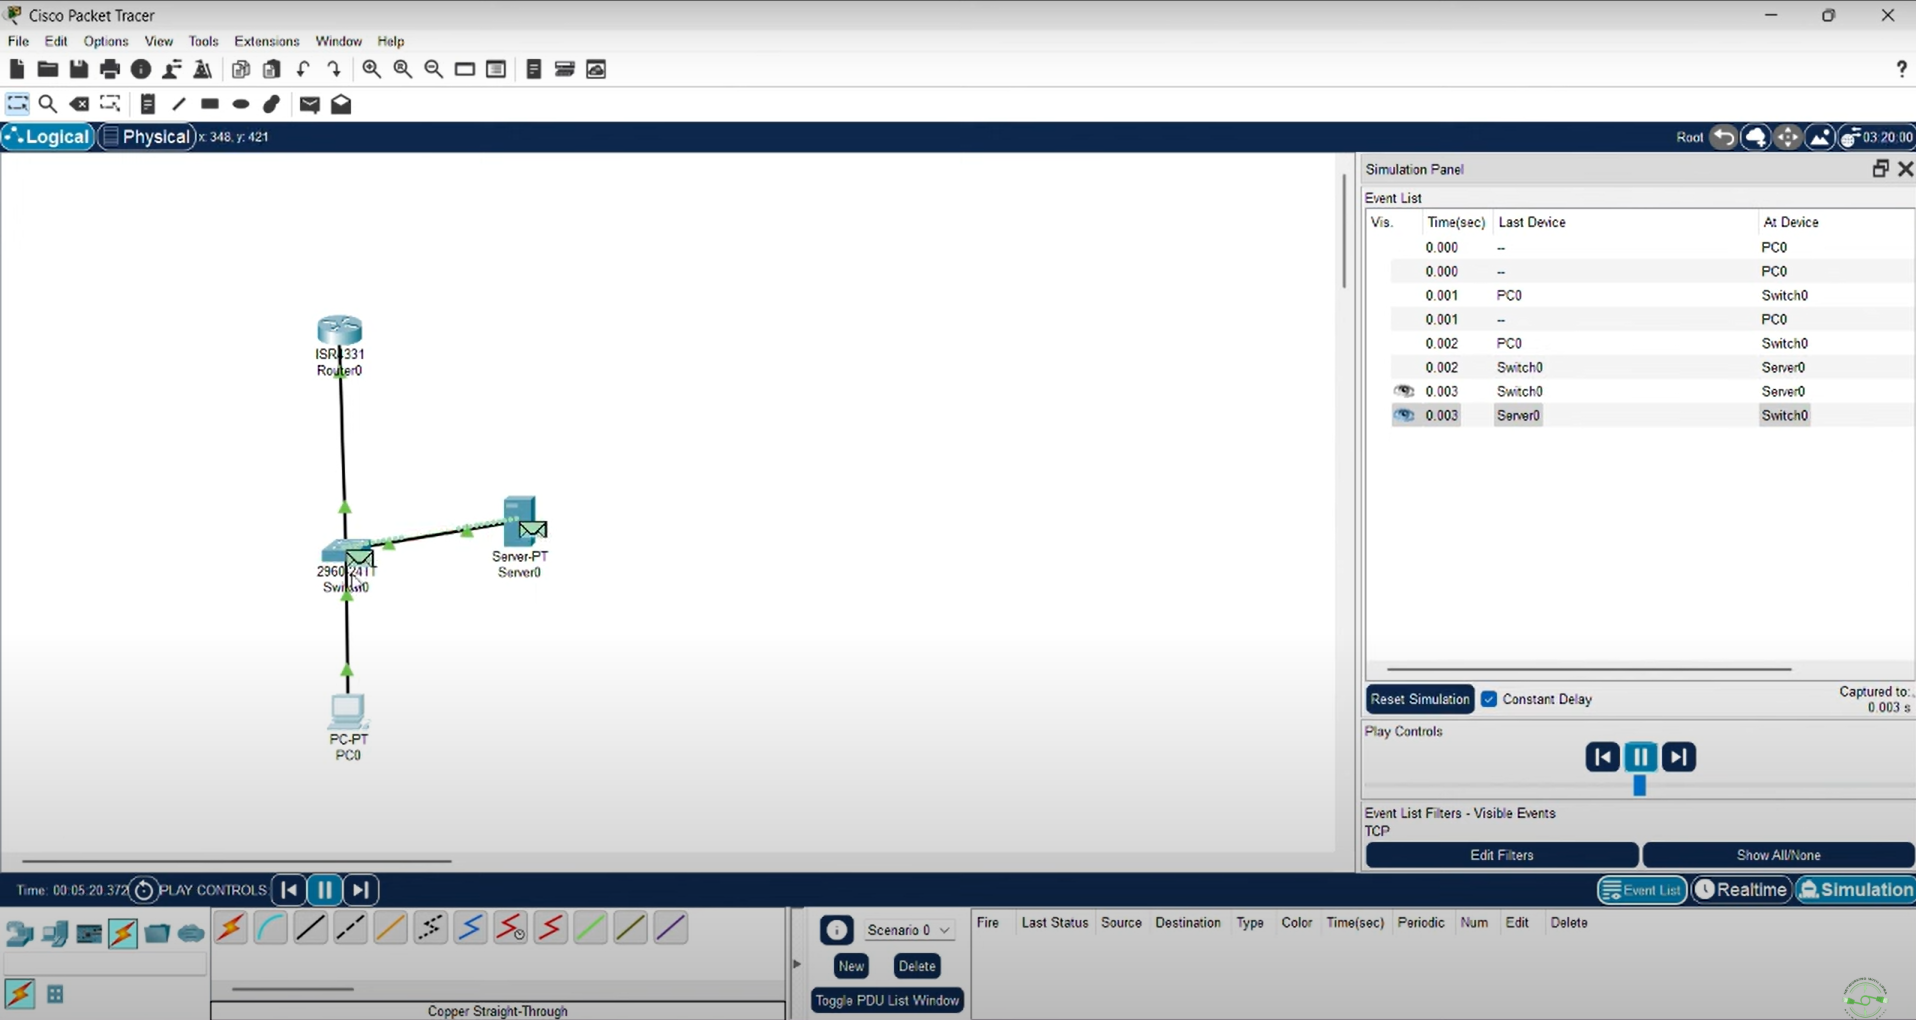 Cisco Packet Tracer
File Edit Options View Tools Extensions Window Help
?
Logical Physical x: 348, y: 421 Root 03:20:00
ISR4331
Router0
Server-PT
Server0
2960-24TT
Switch0
PC-PT
PC0
Simulation Panel
Event List
Vis. Time(sec) Last Device At Device
0.000 -- PC0
0.000 -- PC0
0.001 PC0 Switch0
0.001 -- PC0
0.002 PC0 Switch0
0.002 Switch0 Server0
0.003 Switch0 Server0
0.003 Server0 Switch0
Reset Simulation Constant Delay Captured to:
0.003 s
Play Controls
Event List Filters - Visible Events
TCP
Edit Filters Show All/None
Time: 00:05:20.372 PLAY CONTROLS: Event List Realtime Simulation
Scenario 0
New Delete
Toggle PDU List Window
Fire Last Status Source Destination Type Color Time(sec) Periodic Num Edit Delete
Copper Straight-Through